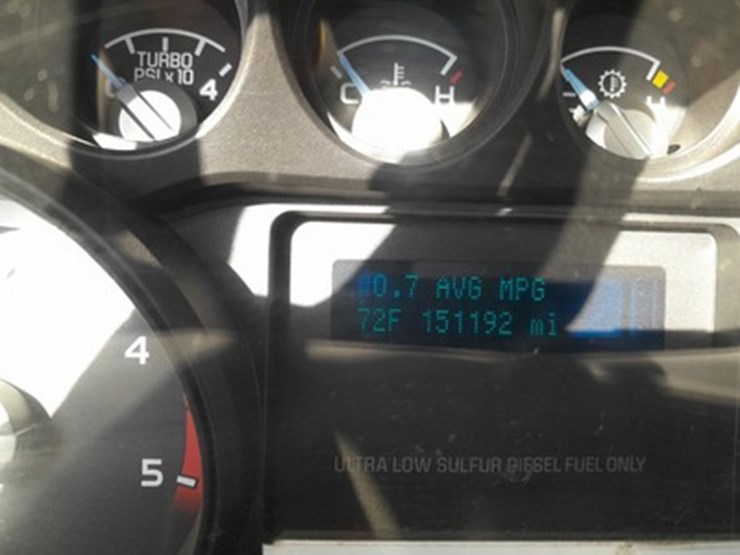 TURBO
PSI x 10
4
C H
H
0.7 AVG MPG
72F 151192 mi
4
5
ULTRA LOW SULFUR DIESEL FUEL ONLY